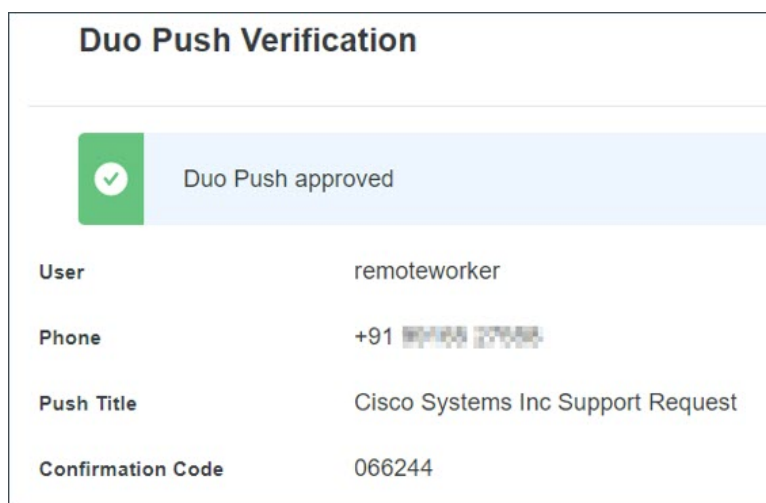 Duo Push Verification
Duo Push approved
User remoteworker
Phone +91
Push Title Cisco Systems Inc Support Request
Confirmation Code 066244